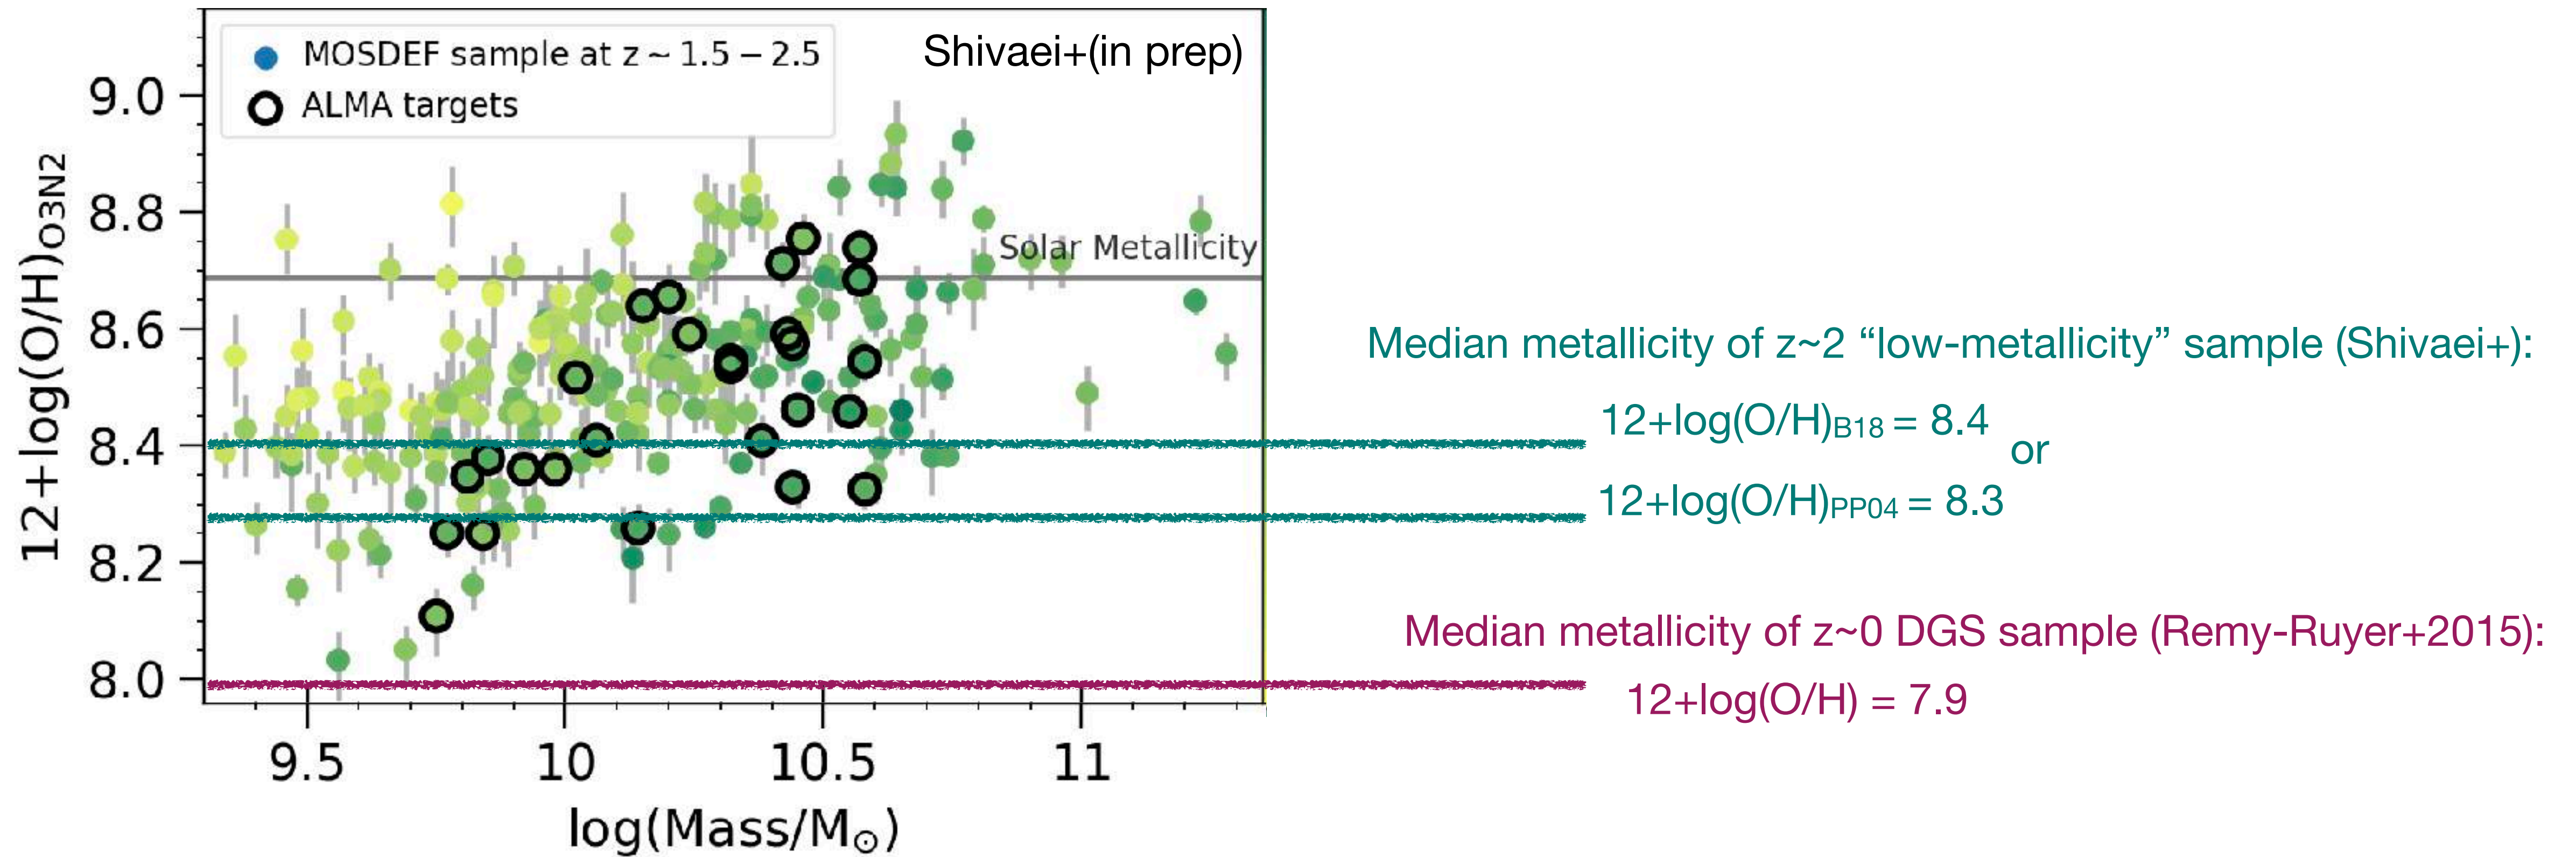 MOSDEF sample at z ~ 1.5 − 2.5
ALMA targets
Shivaei+(in prep)
12+log(O/H)O3N2
9.0
8.8
8.6
8.4
8.2
8.0
Solar Metallicity
9.5
10
10.5
11
log(Mass/M⊙)
Median metallicity of z~2 “low-metallicity” sample (Shivaei+):
12+log(O/H)B18 = 8.4
or
12+log(O/H)PP04 = 8.3
Median metallicity of z~0 DGS sample (Remy-Ruyer+2015):
12+log(O/H) = 7.9